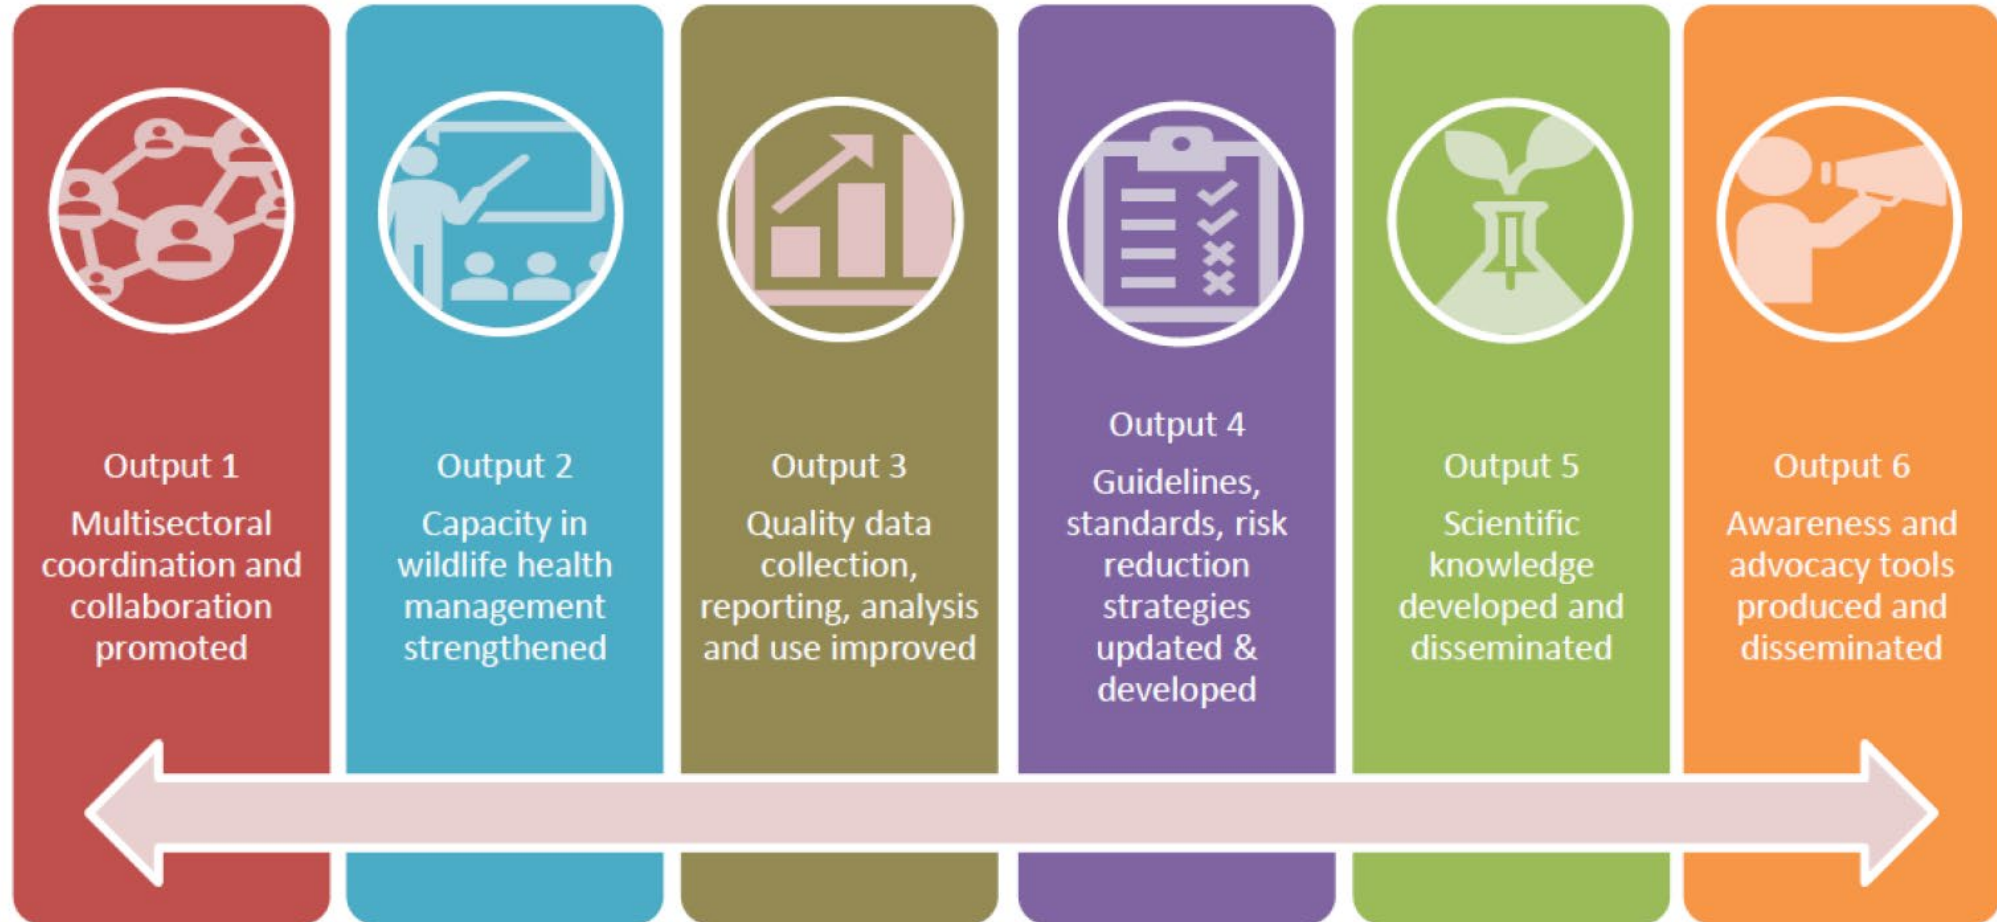 Output 1
Multisectoral
coordination and
collaboration
promoted
Output 2
Capacity in
wildlife health
management
strengthened
Output 3
Quality data
collection,
reporting, analysis
and use improved
Output 4
Guidelines,
standards, risk
reduction
strategies
updated &
developed
Output 5
Scientific
knowledge
developed and
disseminated
Output 6
Awareness and
advocacy tools
produced and
disseminated